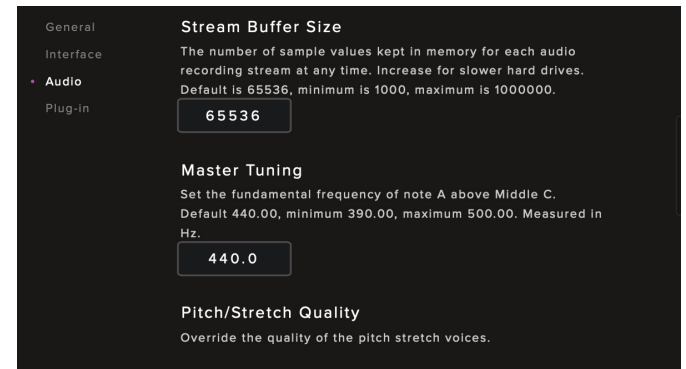 General
Interface
Audio
Plug-in
Stream Buffer Size
The number of sample values kept in memory for each audio
recording stream at any time. Increase for slower hard drives.
Default is 65536, minimum is 1000, maximum is 1000000.
65536
Master Tuning
Set the fundamental frequency of note A above Middle C.
Default 440.00, minimum 390.00, maximum 500.00. Measured in
Hz.
440.0
Pitch/Stretch Quality
Override the quality of the pitch stretch voices.